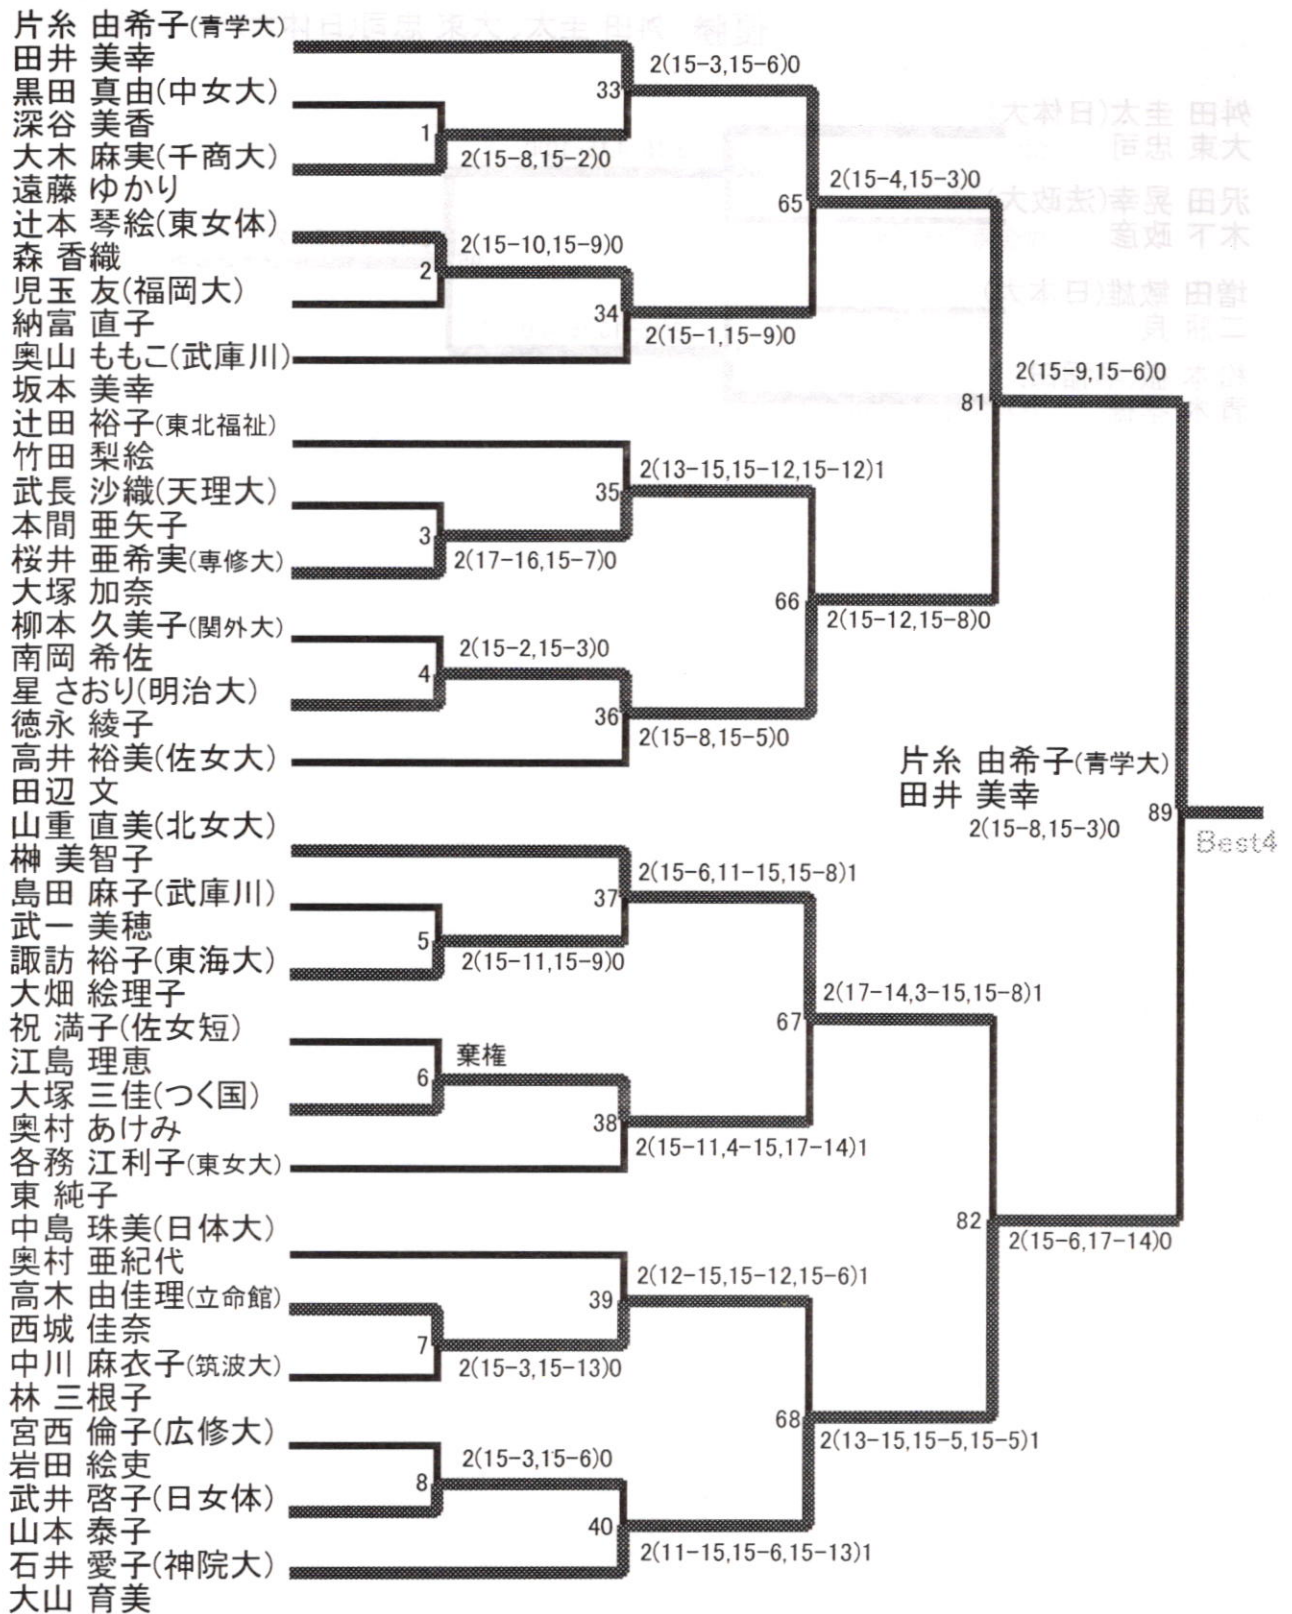 片糸 由希子(青学大)
田井 美幸
黒田 真由(中女大)
深谷 美香
大木 麻実(千商大)
遠藤 ゆかり
辻本 琴絵(東女体)
森 香織
児玉 友(福岡大)
納富 直子
奥山 ももこ(武庫川)
坂本 美幸
辻田 裕子(東北福祉)
竹田 梨絵
武長 沙織(天理大)
本間 亜矢子
桜井 亜希実(専修大)
大塚 加奈
柳本 久美子(関外大)
南岡 希佐
星 さおり(明治大)
徳永 綾子
高井 裕美(佐女大)
田辺 文
山重 直美(北女大)
榊 美智子
島田 麻子(武庫川)
武一 美穂
諏訪 裕子(東海大)
大畑 絵理子
祝 満子(佐女短)
江島 理恵
大塚 三佳(つく国)
奥村 あけみ
各務 江利子(東女大)
東 純子
中島 珠美(日体大)
奥村 亜紀代
高木 由佳理(立命館)
西城 佳奈
中川 麻衣子(筑波大)
林 三根子
宮西 倫子(広修大)
岩田 絵吏
武井 啓子(日女体)
山本 泰子
石井 愛子(神院大)
大山 育美
1
2(15-8,15-2)0
2
2(15-10,15-9)0
3
2(17-16,15-7)0
4
2(15-2,15-3)0
5
2(15-11,15-9)0
6
棄権
7
2(15-3,15-13)0
8
2(15-3,15-6)0
33
2(15-3,15-6)0
34
2(15-1,15-9)0
35
2(13-15,15-12,15-12)1
36
2(15-8,15-5)0
37
2(15-6,11-15,15-8)1
38
2(15-11,4-15,17-14)1
39
2(12-15,15-12,15-6)1
40
2(11-15,15-6,15-13)1
65
2(15-4,15-3)0
66
2(15-12,15-8)0
67
2(17-14,3-15,15-8)1
68
2(13-15,15-5,15-5)1
81
2(15-9,15-6)0
82
2(15-6,17-14)0
片糸 由希子(青学大)
田井 美幸
2(15-8,15-3)0
89
Best4